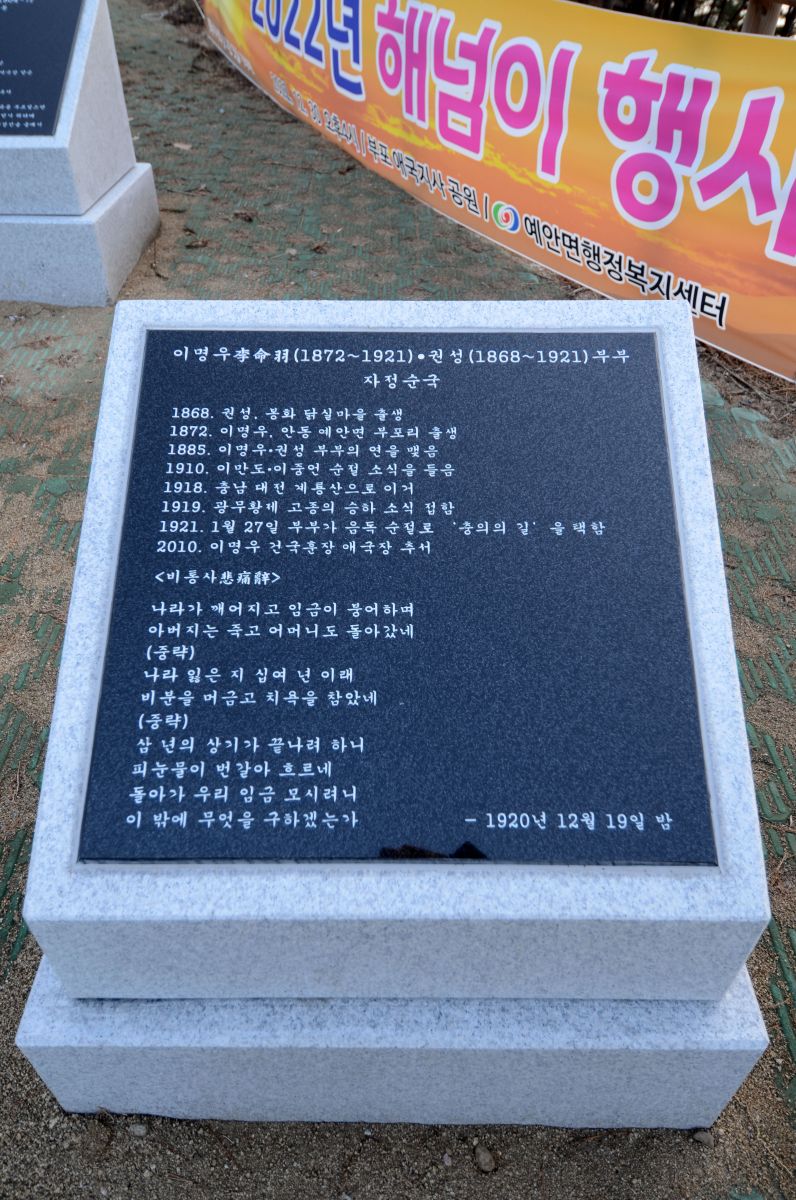 2022년 해넘이 행사
12. 30. 오후4시 | 부포 애국지사 공원 | 예안면행정복지센터
이명우李命羽(1872~1921)•권성(1868~1921)부부
자정순국
1868. 권성, 봉화 닭실마을 출생
1872. 이명우, 안동 예안면 부포리 출생
1885. 이명우•권성 부부의 연을 맺음
1910. 이만도•이중언 순절 소식을 들음
1918. 충남 대전 계룡산으로 이거
1919. 광무황제 고종의 승하 소식 접함
1921. 1월 27일 부부가 음독 순절로 '충의의 길'을 택함
2010. 이명우 건국훈장 애국장 추서
<비통사悲痛辭>
나라가 깨어지고 임금이 붕어하며
아버지는 죽고 어머니도 돌아갔네
(중략)
나라 잃은 지 십여 년 이래
비분을 머금고 치욕을 참았네
(중략)
삼 년의 상기가 끝나려 하니
피눈물이 번갈아 흐르네
돌아가 우리 임금 모시려니
이 밖에 무엇을 구하겠는가 - 1920년 12월 19일 밤